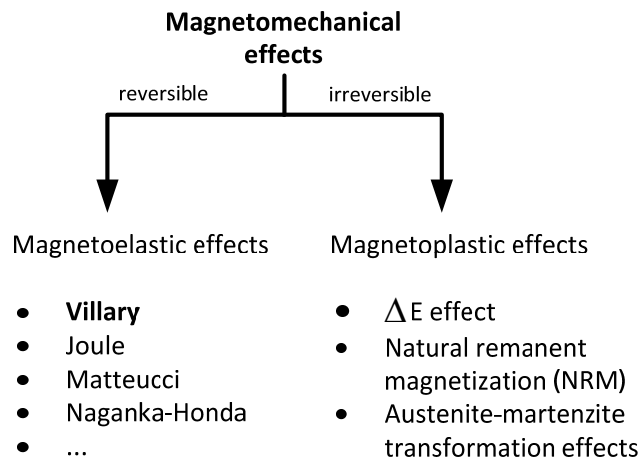 Magnetomechanical
effects
reversible
irreversible
Magnetoelastic effects
• Villary
• Joule
• Matteucci
• Naganka-Honda
• ...
Magnetoplastic effects
• ΔE effect
• Natural remanent
magnetization (NRM)
• Austenite-martenzite
transformation effects